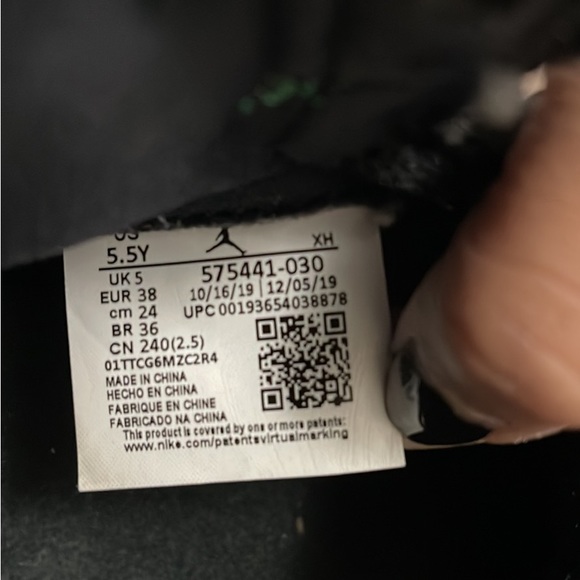 US
5.5Y
XH
UK 5
575441-030
EUR 38
10/16/19 | 12/05/19
cm 24
UPC 00193654038878
BR 36
CN 240(2.5)
01TTCG6MZC2R4
MADE IN CHINA
HECHO EN CHINA
FABRIQUE EN CHINE
FABRICADO NA CHINA
This product is covered by one or more patents:
www.nike.com/patentsvirtualmarking